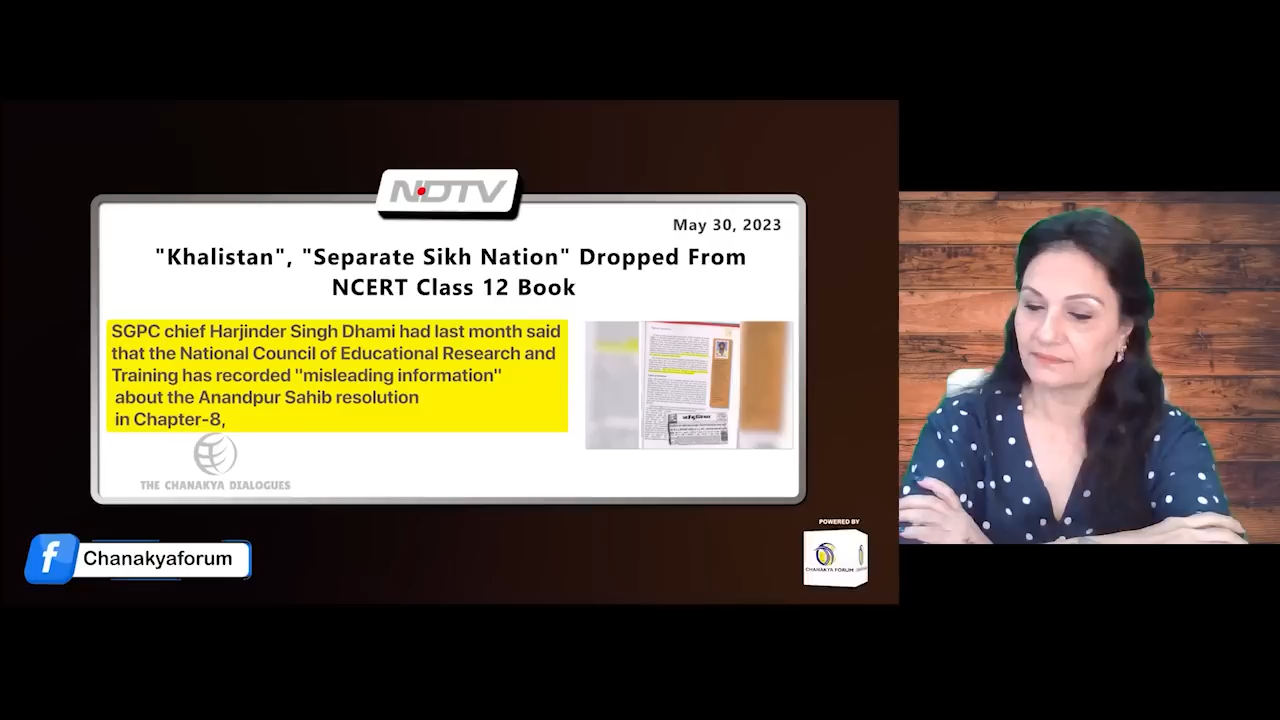 NDTV
May 30, 2023
"Khalistan", "Separate Sikh Nation" Dropped From
NCERT Class 12 Book
SGPC chief Harjinder Singh Dhami had last month said
that the National Council of Educational Research and
Training has recorded "misleading information"
about the Anandpur Sahib resolution
in Chapter-8,
THE CHANAKYA DIALOGUES
f Chanakyaforum
POWERED BY
CHANAKYA FORUM